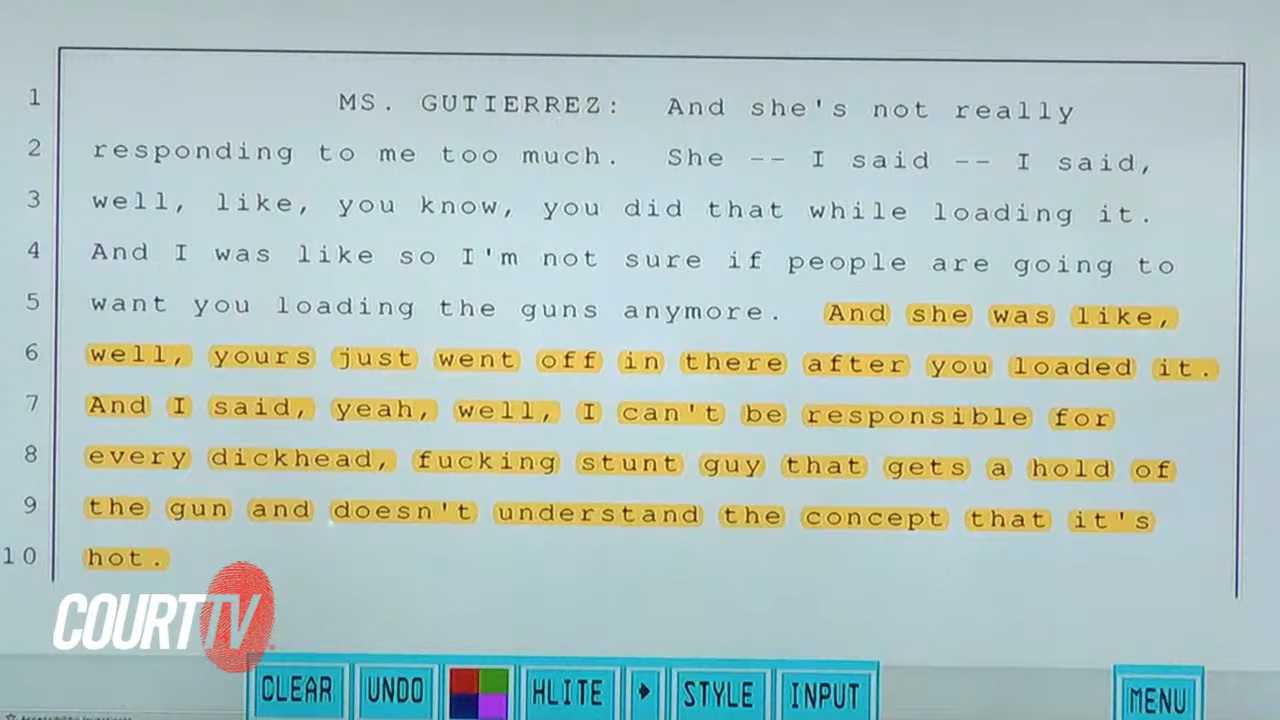 1 MS. GUTIERREZ: And she's not really
2 responding to me too much. She -- I said -- I said,
3 well, like, you know, you did that while loading it.
4 And I was like so I'm not sure if people are going to
5 want you loading the guns anymore. And she was like,
6 well, yours just went off in there after you loaded it.
7 And I said, yeah, well, I can't be responsible for
8 every dickhead, fucking stunt guy that gets a hold of
9 the gun and doesn't understand the concept that it's
10 hot.
COURT TV
CLEAR UNDO HLITE STYLE INPUT MENU